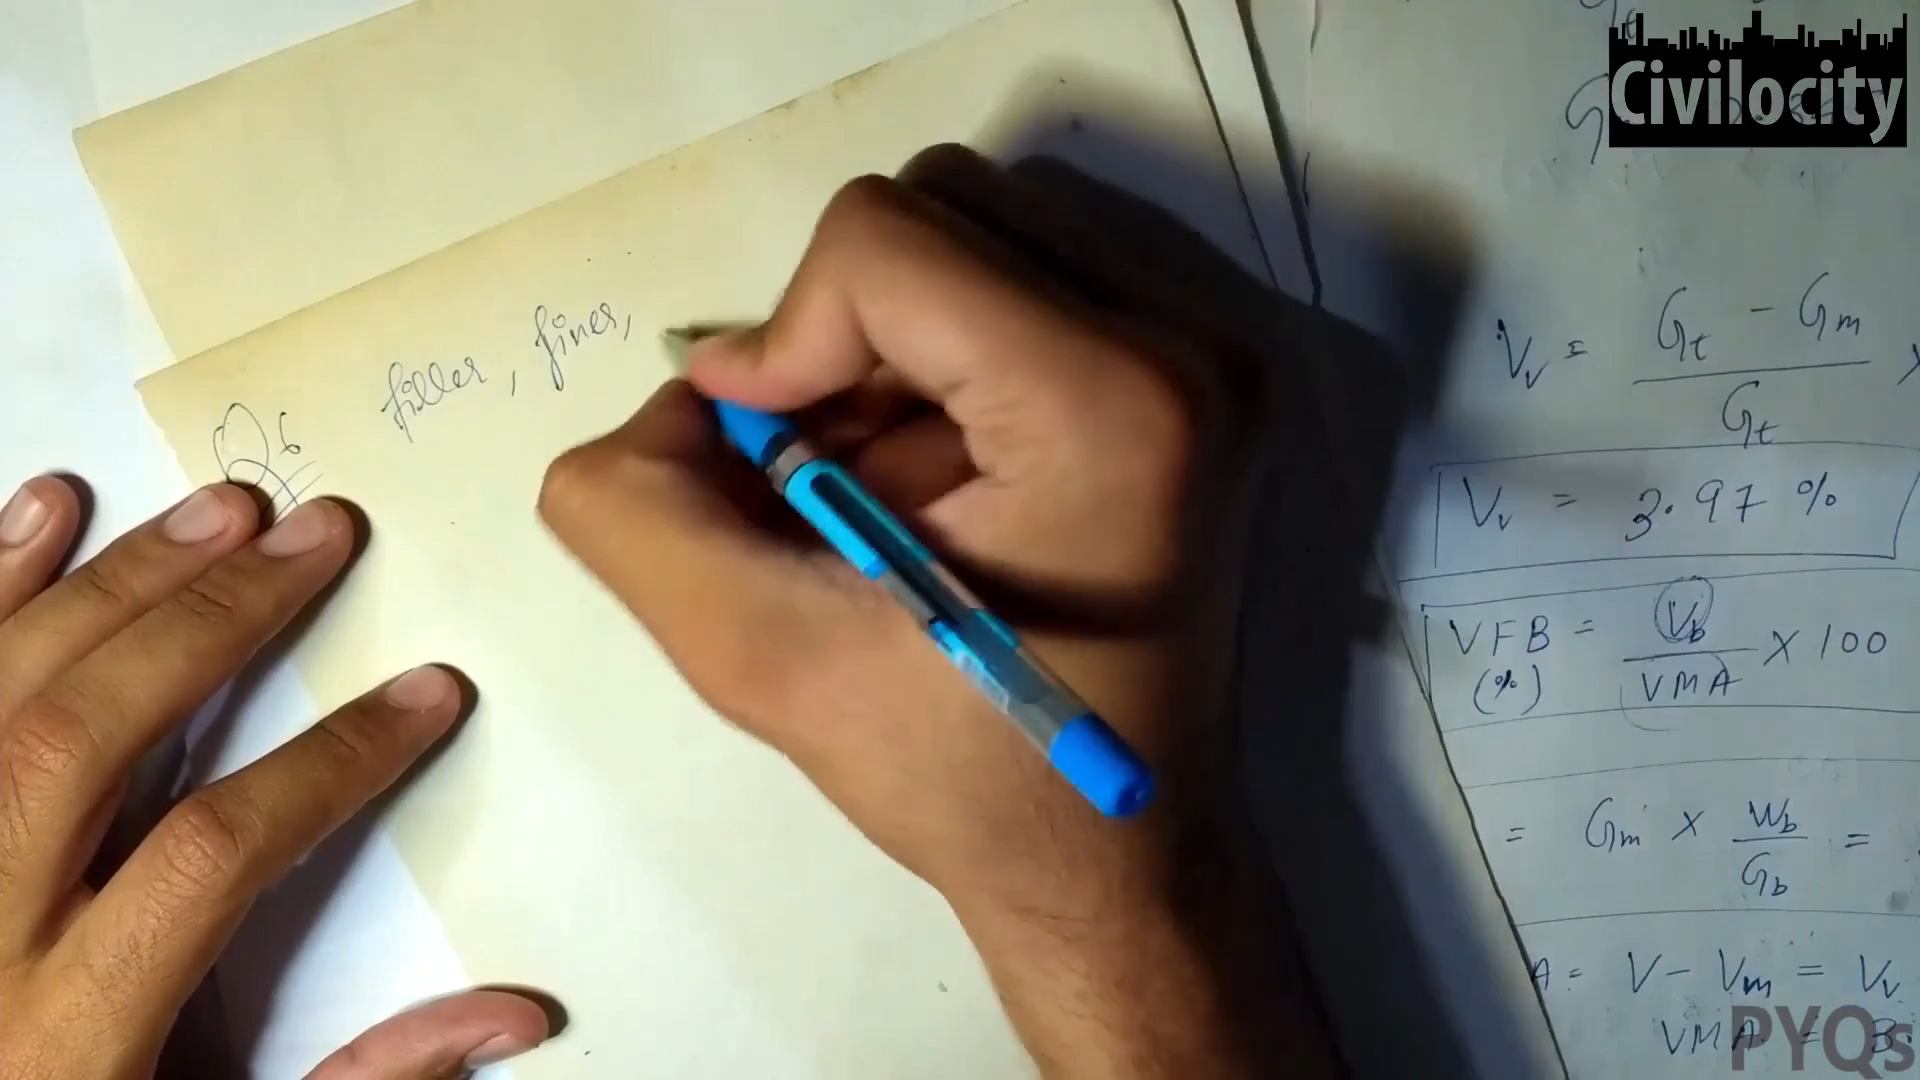 Civilocity
Q6 filler, fines,
Vv = Gt - Gm
Gt
Vv = 3.97 %
VFB = Vb × 100
(%) VMA
= Gm × Wb =
Gb
A = V - Vm = Vv
VMA = 3.
PYQs